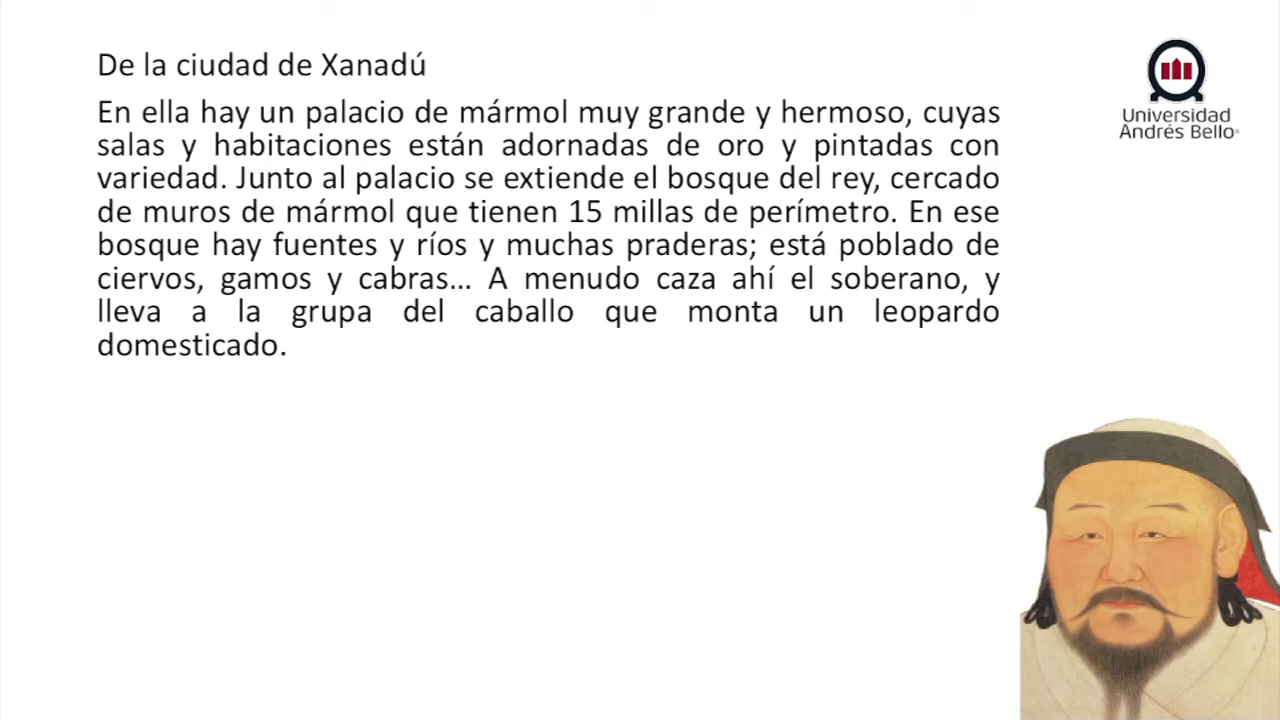 De la ciudad de Xanadú
En ella hay un palacio de mármol muy grande y hermoso, cuyas
salas y habitaciones están adornadas de oro y pintadas con
variedad. Junto al palacio se extiende el bosque del rey, cercado
de muros de mármol que tienen 15 millas de perímetro. En ese
bosque hay fuentes y ríos y muchas praderas; está poblado de
ciervos, gamos y cabras... A menudo caza ahí el soberano, y
lleva a la grupa del caballo que monta un leopardo
domesticado.
Universidad
Andrés Bello